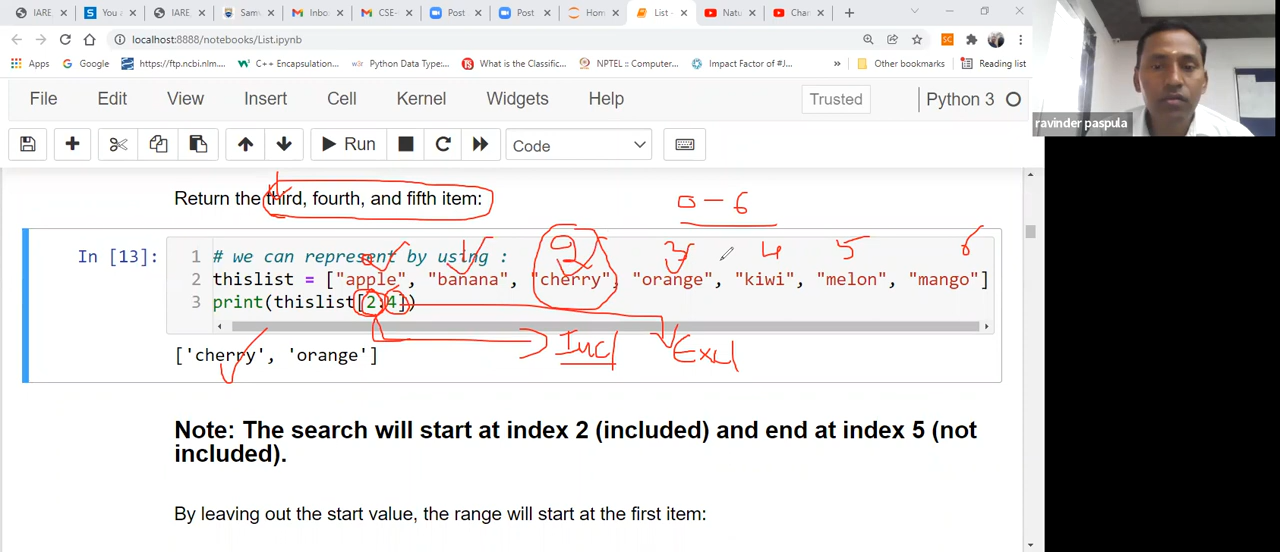 IARE_ IARE_ Samv Inbo CSE- Post Post Hom List - Natu Char
localhost:8888/notebooks/List.ipynb
Apps Google https://ftp.ncbi.nlm... C++ Encapsulation... Python Data Type:... What is the Classific... NPTEL :: Computer... Impact Factor of #J... Other bookmarks Reading list
File Edit View Insert Cell Kernel Widgets Help Trusted Python 3
Run Code
ravinder paspula
Return the third, fourth, and fifth item:
0 - 6
0 1 2 3 4 5 6
In [13]: 1 # we can represent by using :
2 thislist = ["apple", "banana", "cherry", "orange", "kiwi", "melon", "mango"]
3 print(thislist[2:4])
['cherry', 'orange']
Incl Excl
Note: The search will start at index 2 (included) and end at index 5 (not
included).
By leaving out the start value, the range will start at the first item: